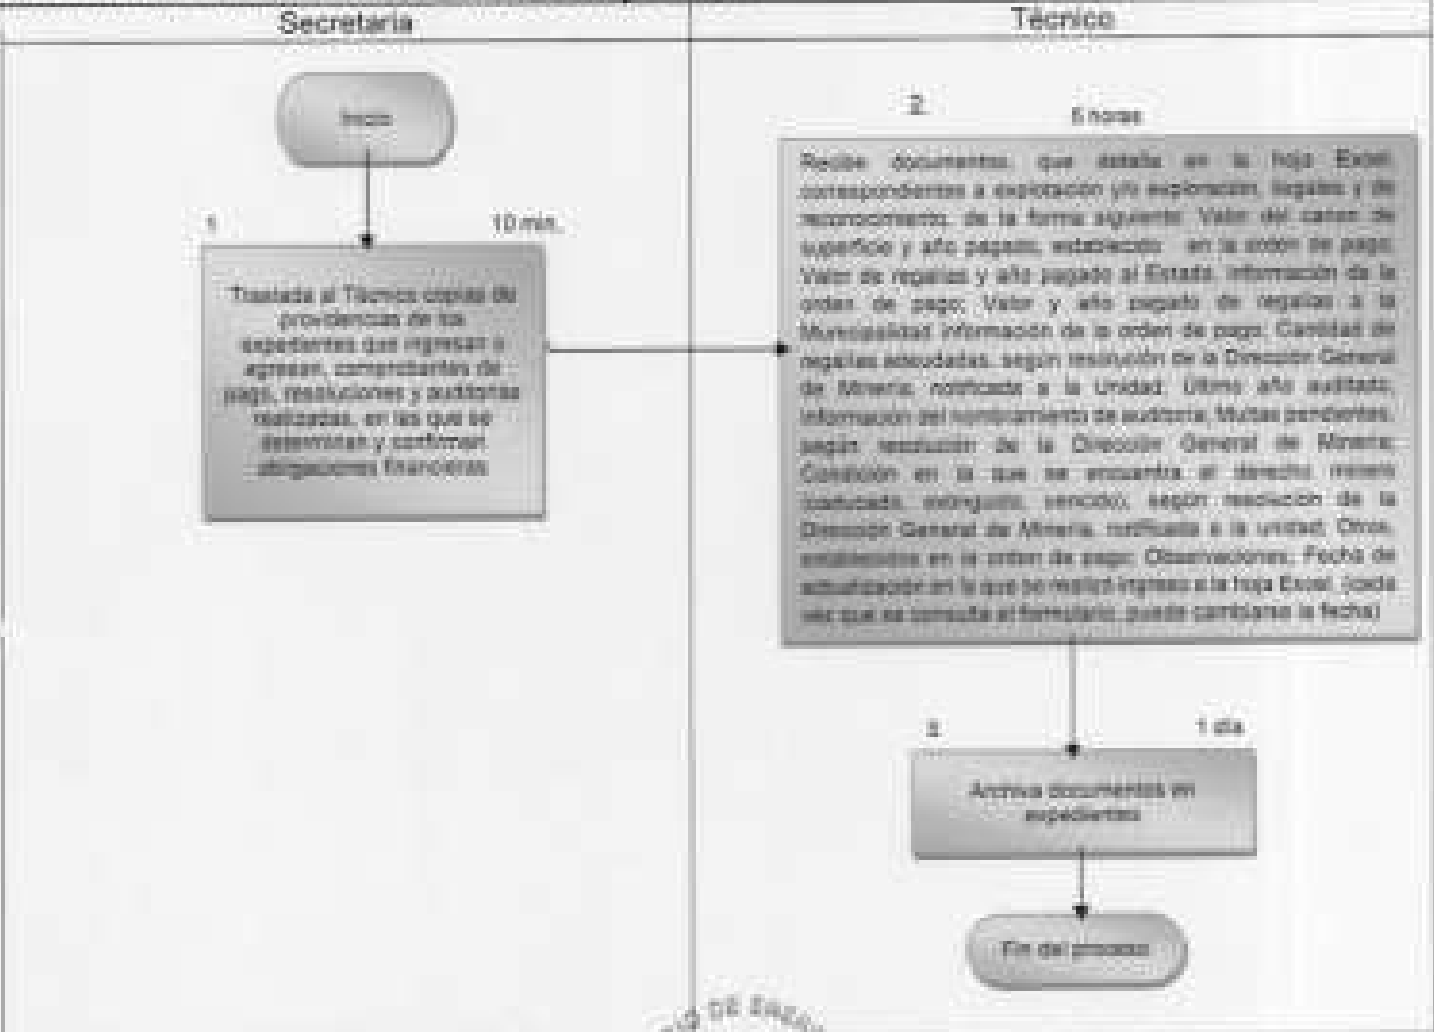 Secretaria
Técnico
Inicio
1
10 min.
Traslada al Técnico copias de
providencias de los
expedientes que ingresan o
egresan, comprobantes de
pago, resoluciones y auditorías
realizadas, en las que se
determinan y confirman
obligaciones financieras
2
5 horas
Recibe documentos, que detalla en la hoja Excel,
correspondientes a explotación y/o exploración, ilegales y de
reconocimiento, de la forma siguiente: Valor del canon de
superficie y año pagado, establecido en la orden de pago;
Valor de regalías y año pagado al Estado, información de la
orden de pago; Valor y año pagado de regalías a la
Municipalidad información de la orden de pago; Cantidad de
regalías adeudadas, según resolución de la Dirección General
de Minería, notificada a la Unidad; Último año auditado,
información del nombramiento de auditoría; Multas pendientes,
según resolución de la Dirección General de Minería;
Condición en la que se encuentra el derecho minero
(caducado, extinguido, vencido), según resolución de la
Dirección General de Minería, notificada a la unidad; Otros,
establecidos en la orden de pago; Observaciones; Fecha de
actualización en la que se realizó ingreso a la hoja Excel, (cada
vez que se consulta el formulario, puede cambiarse la fecha)
3
1 día
Archiva documentos en
expedientes
Fin del proceso
DE